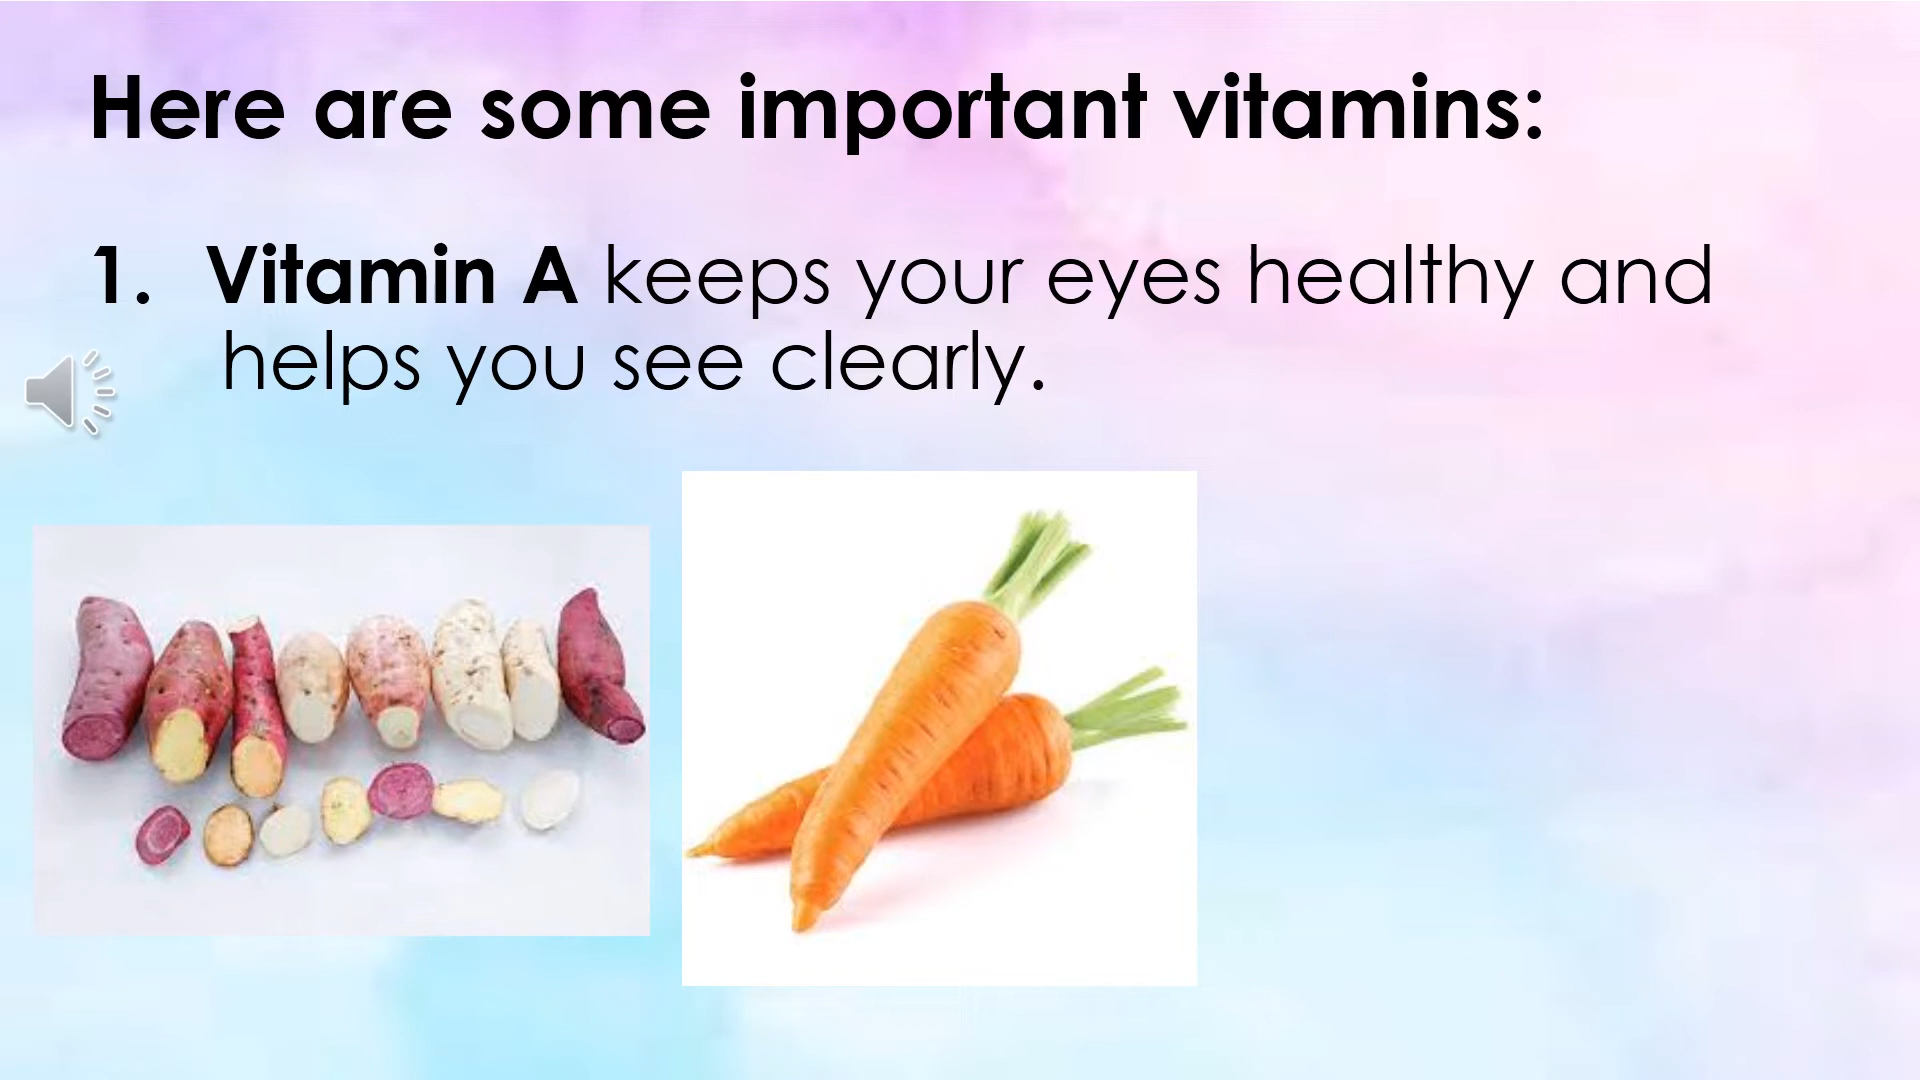 Here are some important vitamins:
1. Vitamin A keeps your eyes healthy and
helps you see clearly.